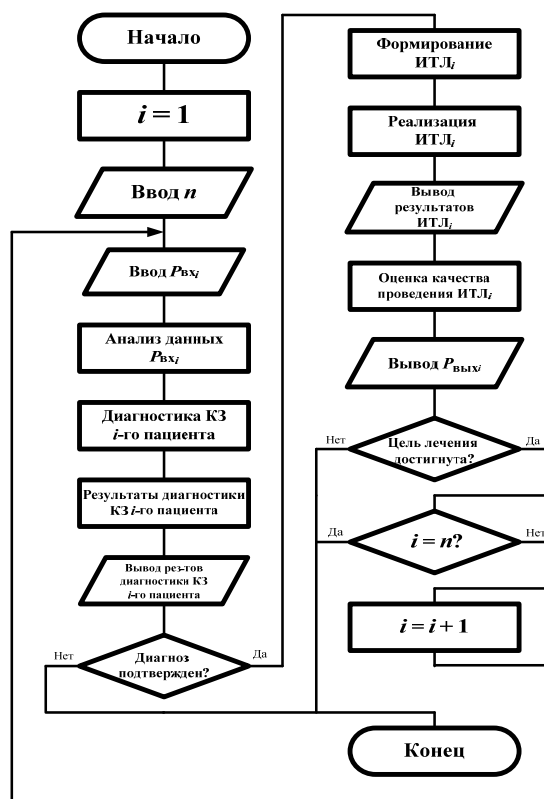 Начало
i = 1
Ввод n
Ввод Pвхi
Анализ данных
Pвхi
Диагностика КЗ
i-го пациента
Результаты диагностики
КЗ i-го пациента
Вывод рез-тов
диагностики КЗ
i-го пациента
Нет
Да
Диагноз
подтвержден?
Формирование
ИТЛi
Реализация
ИТЛi
Вывод
результатов
ИТЛi
Оценка качества
проведения ИТЛi
Вывод Pвыхi
Нет
Да
Цель лечения
достигнута?
Да
Нет
i = n?
i = i + 1
Конец